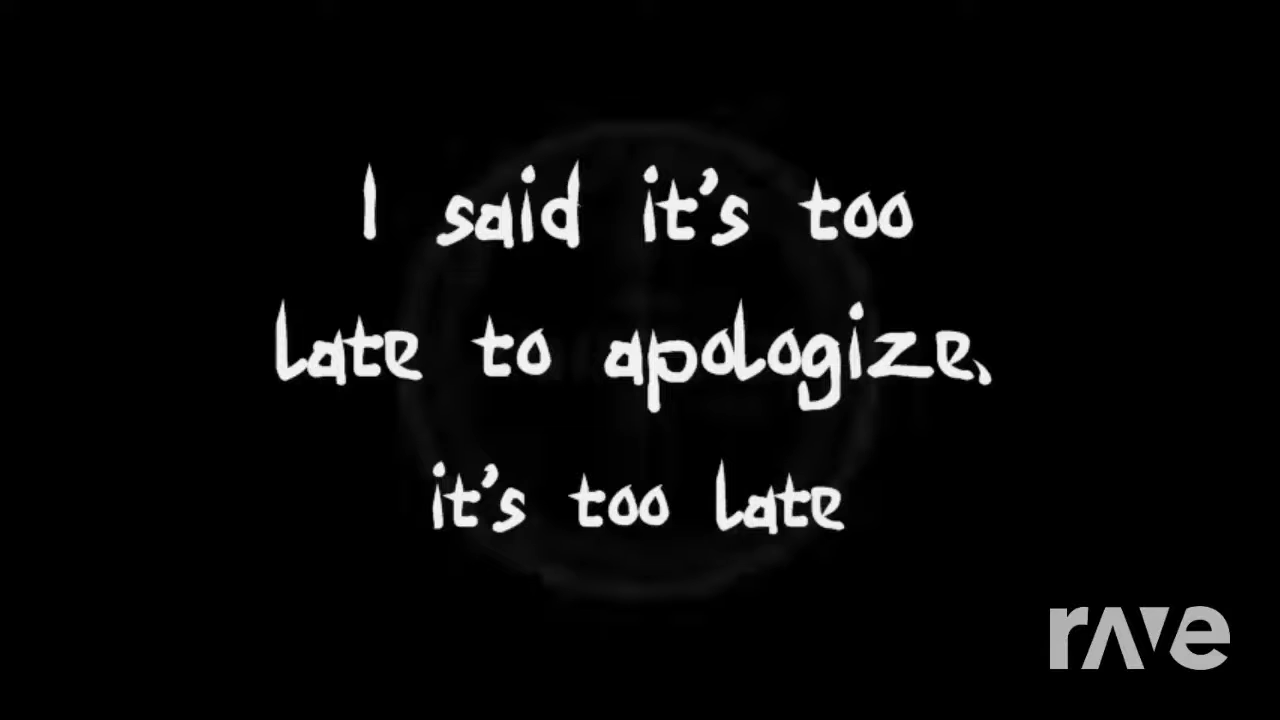 I said it's too
late to apologize,
it's too late
rave